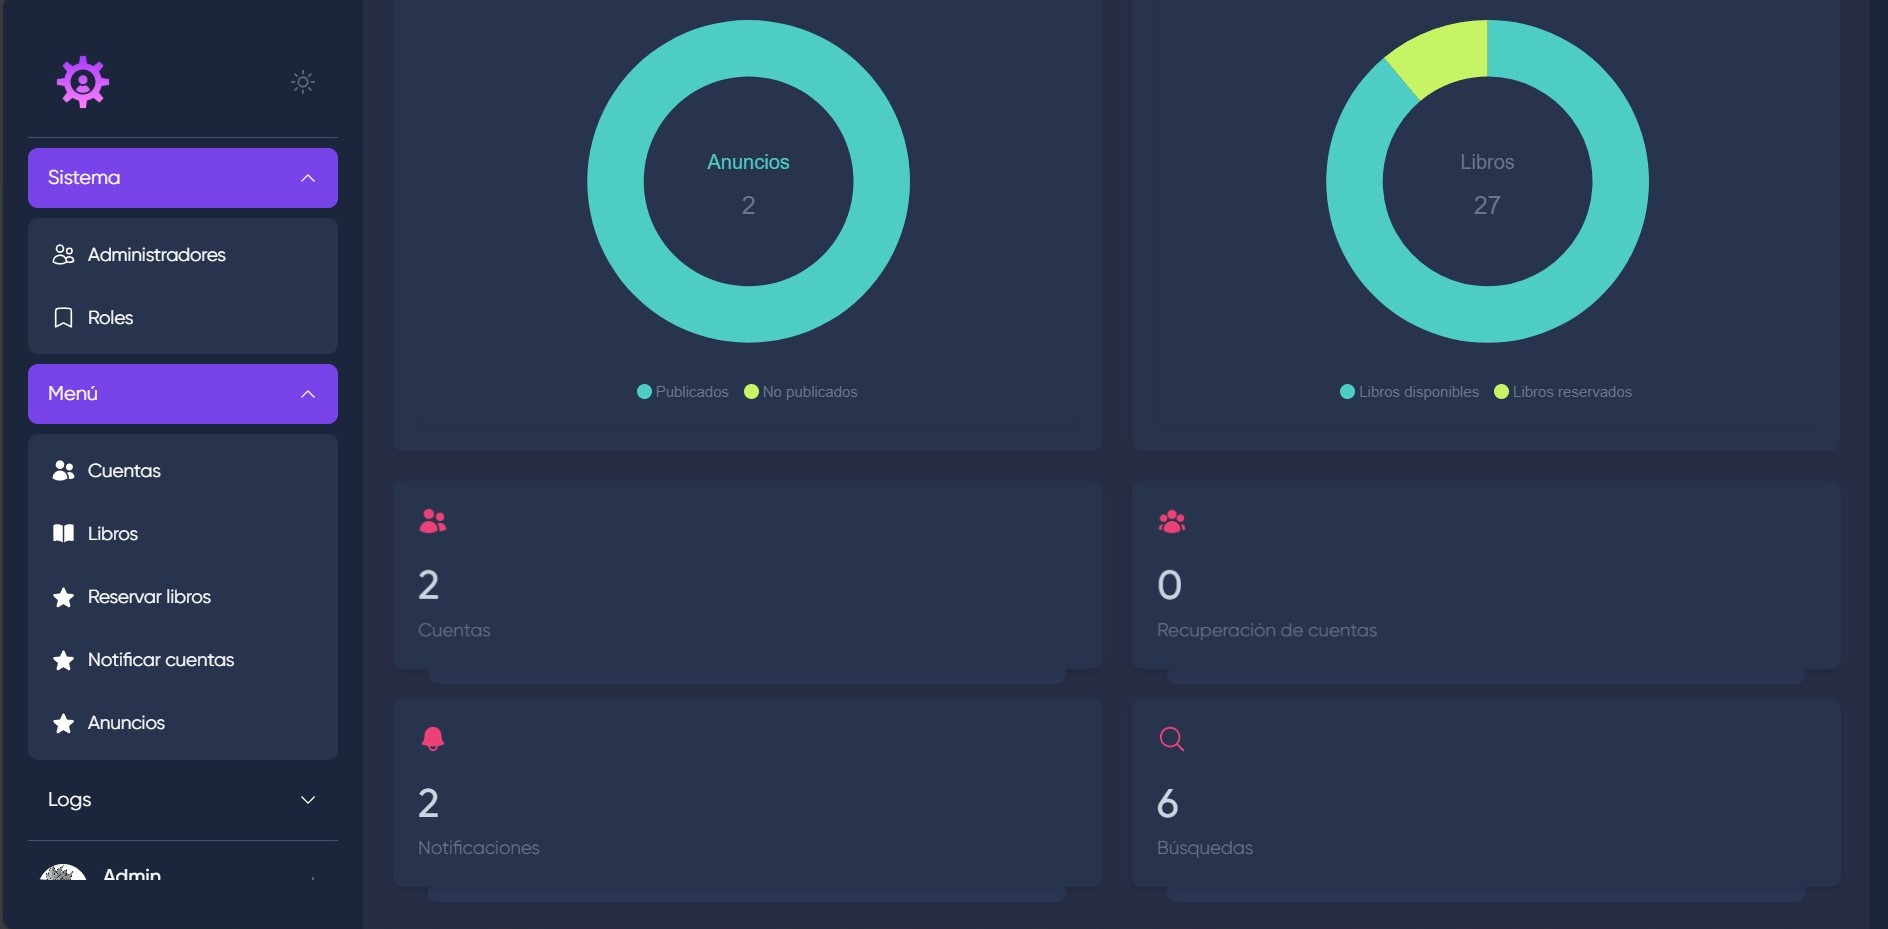 Sistema
Administradores
Roles
Menú
Cuentas
Libros
Reservar libros
Notificar cuentas
Anuncios
Logs
Admin
Anuncios
2
Publicados
No publicados
Libros
27
Libros disponibles
Libros reservados
2
Cuentas
0
Recuperación de cuentas
2
Notificaciones
6
Búsquedas